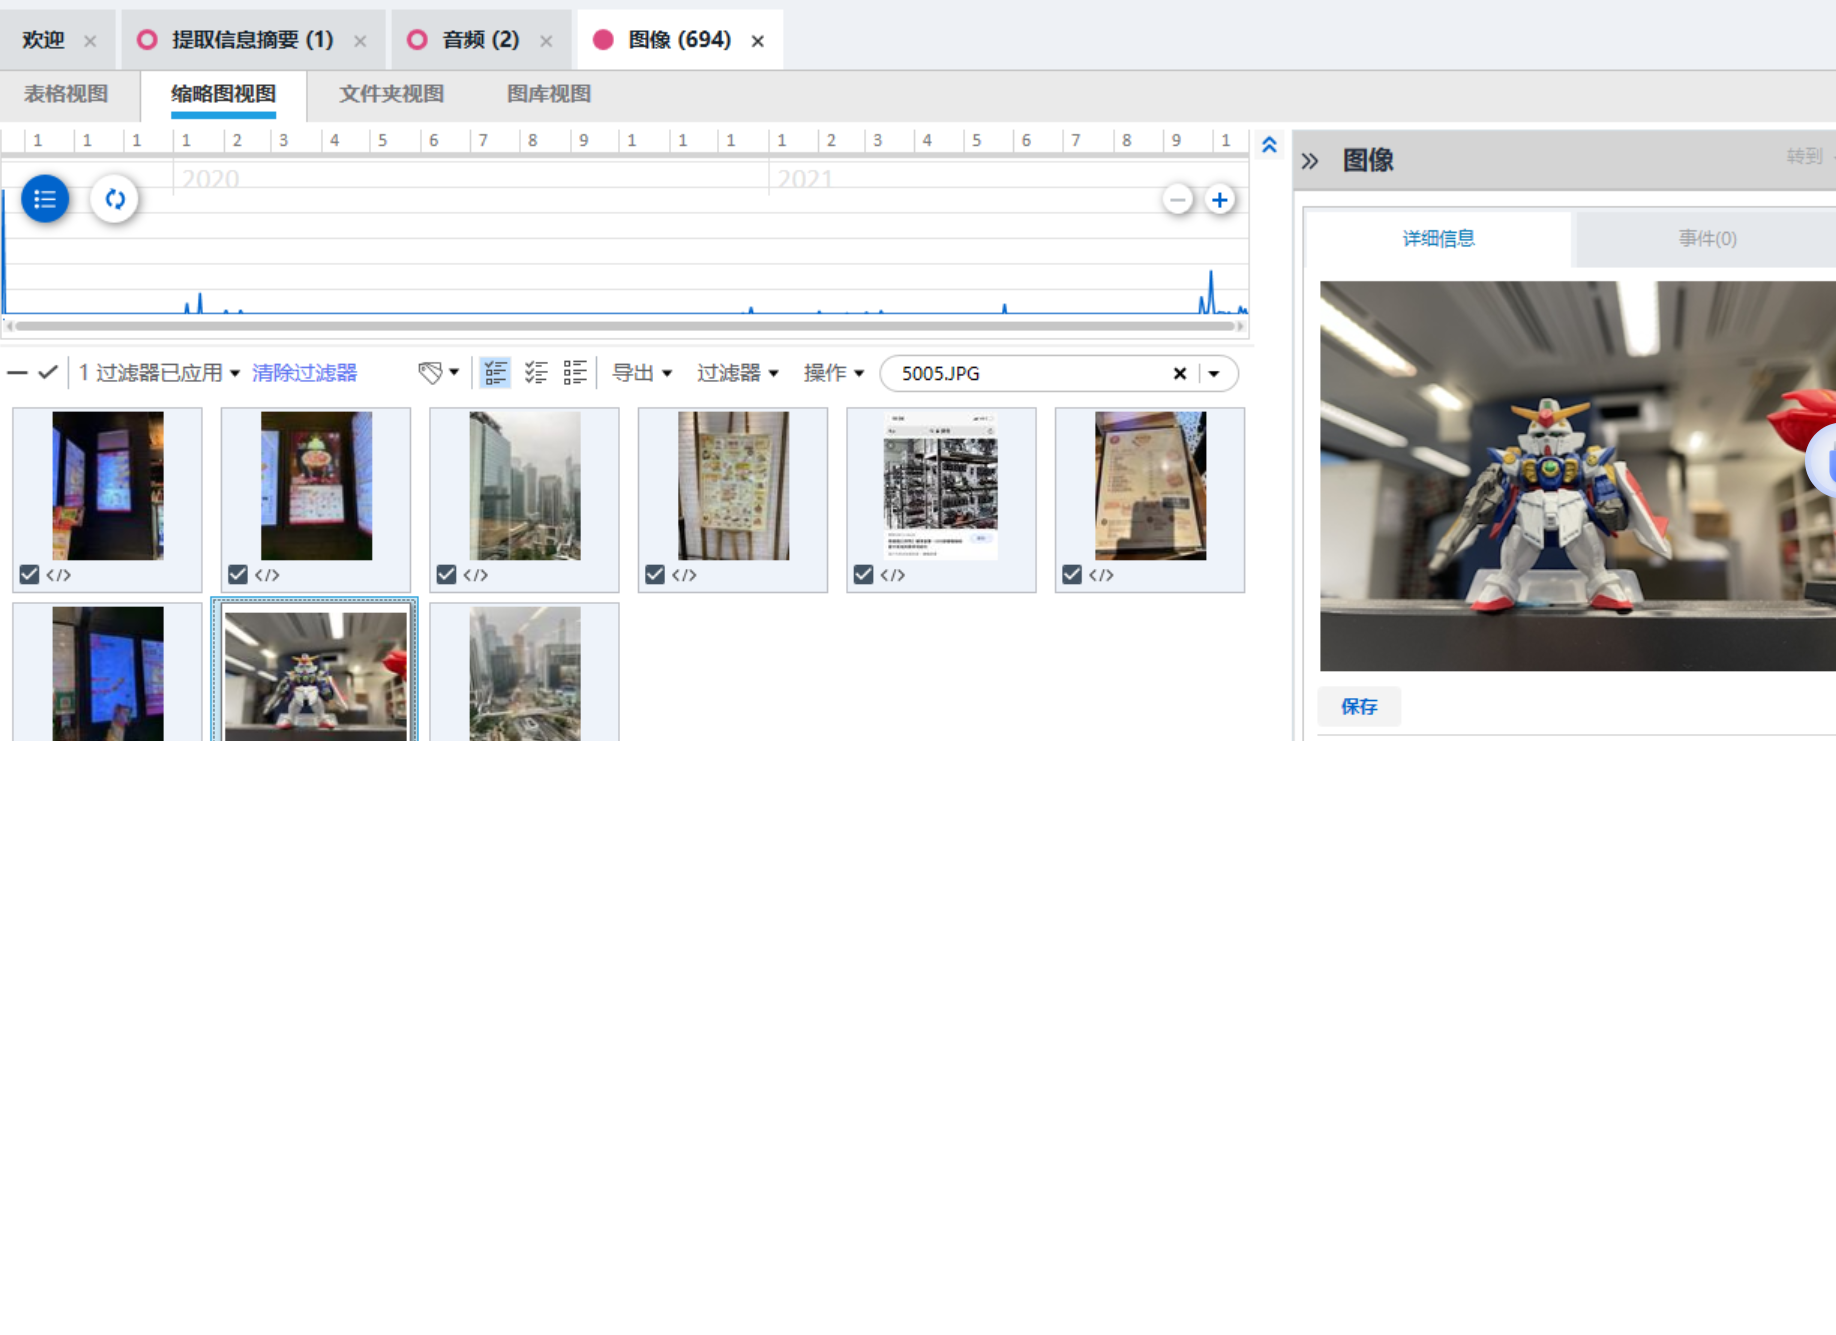 欢迎 × 提取信息摘要 (1) × 音频 (2) × 图像 (694) ×
表格视图 缩略图视图 文件夹视图 图库视图
1 1 1 1 2 3 4 5 6 7 8 9 1 1 1 1 2 3 4 5 6 7 8 9 1
2020 2021
1 过滤器已应用 清除过滤器 导出 过滤器 操作 5005.JPG
</>
</>
</>
</>
</>
</>
图像 转到
详细信息 事件(0)
保存